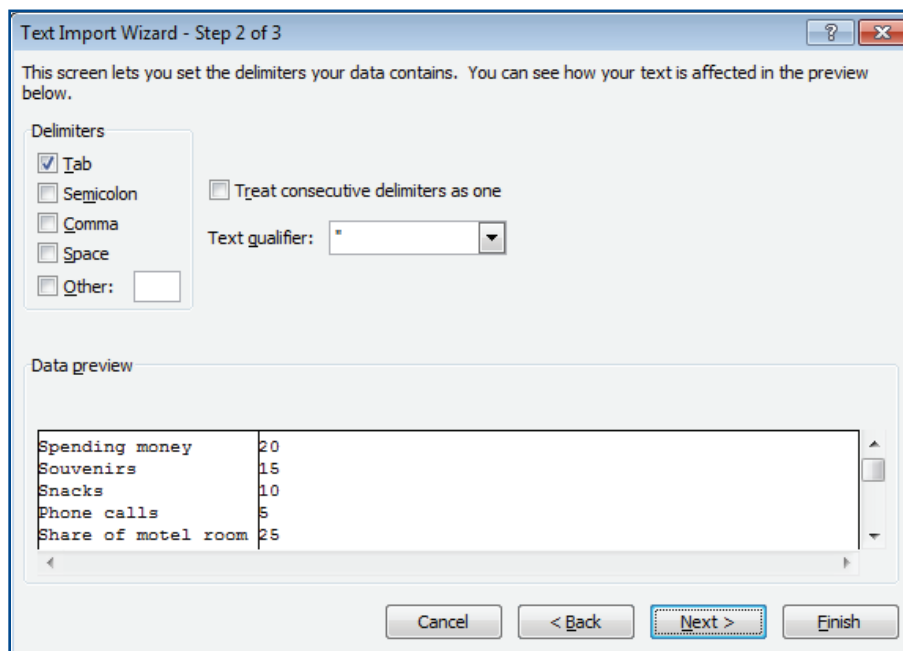 Text Import Wizard - Step 2 of 3
This screen lets you set the delimiters your data contains.  You can see how your text is affected in the preview
below.
Delimiters
Tab
Semicolon
Comma
Space
Other:
Treat consecutive delimiters as one
Text qualifier: "
Data preview
Spending money 20
Souvenirs 15
Snacks 10
Phone calls 5
Share of motel room 25
Cancel < Back Next > Finish